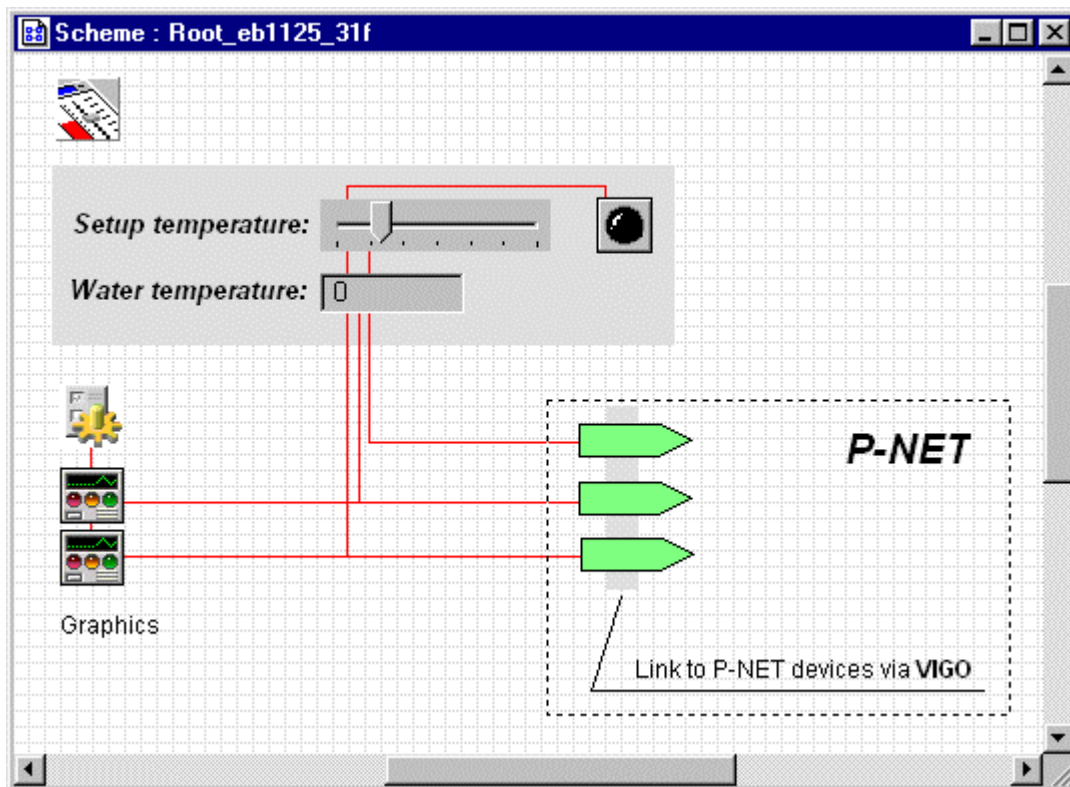 Scheme : Root_eb1125_31f
Setup temperature:
Water temperature: 0
P-NET
Graphics
Link to P-NET devices via VIGO